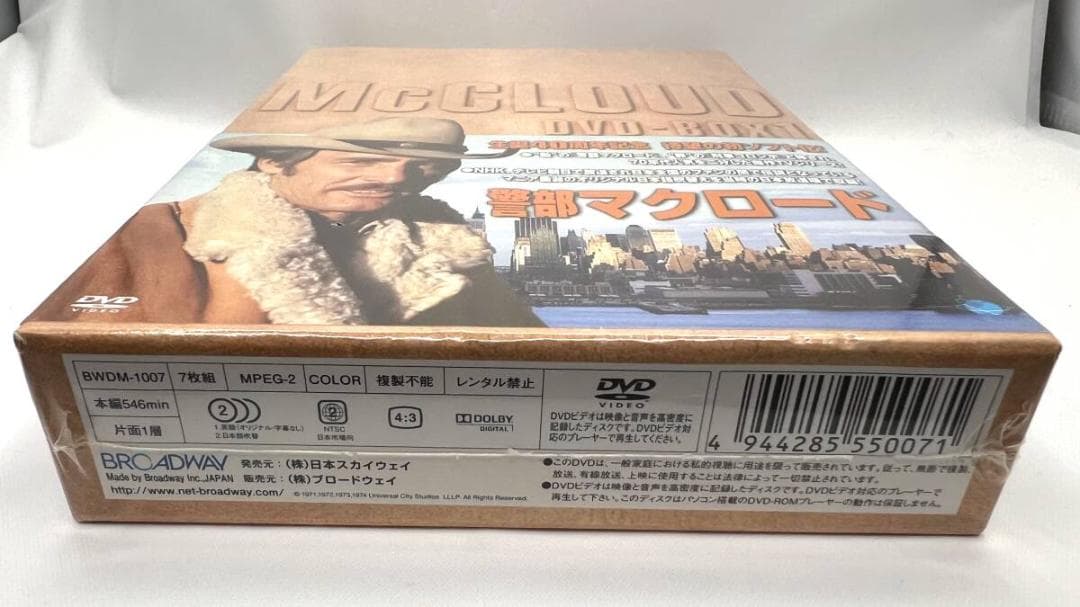 McCLOUD
DVD-BOX1
警部マクロード
DVD
VIDEO
BWDM-1007 7枚組 MPEG-2 COLOR 複製不能 レンタル禁止
本編546min
片面1層
2
1.英語(オリジナル/字幕なし)
2.日本語吹替
2
NTSC
日本市場向
4:3
DOLBY
DIGITAL
DVD
VIDEO
DVDビデオは映像と音声を高密度に
記録したディスクです。DVDビデオ対
応のプレーヤーで再生してください。
4 944285 550071
BROADWAY
Made by Broadway Inc.,JAPAN
http://www.net-broadway.com/
発売元:(株)日本スカイウェイ
販売元:(株)ブロードウェイ
©1971,1972,1973,1974 Universal City Studios LLLP. All Rights Reserved.
●このDVDは、一般家庭における私的視聴に用途を限って販売されています。従って、無断で複製、
放送、有線放送、上映に使用することは法律によって一切禁止されています。
●DVDビデオは映像と音声を高密度に記録したディスクです。DVDビデオ対応のプレーヤーで
再生して下さい。このディスクはパソコン搭載のDVD-ROMプレーヤーの動作は保証しません。